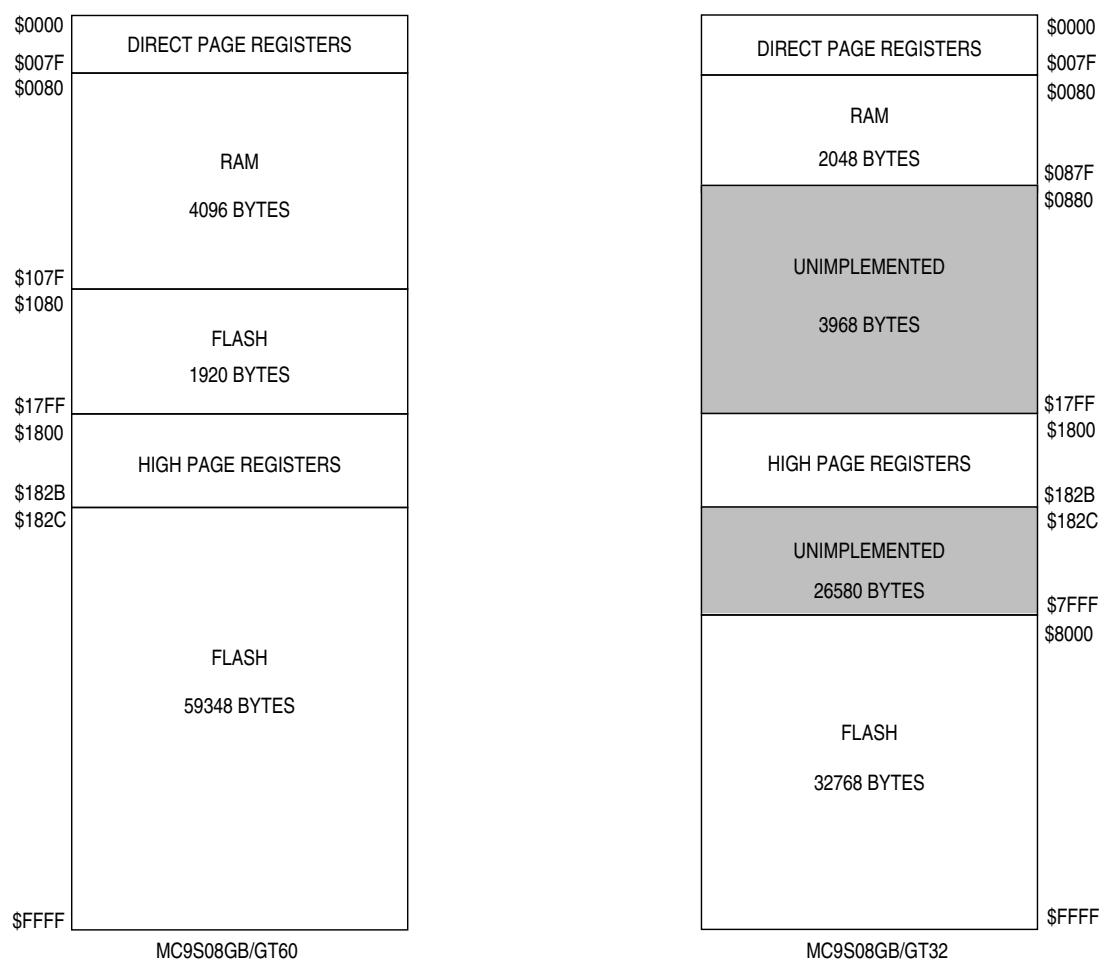 $0000
DIRECT PAGE REGISTERS
$007F
$0080
RAM
4096 BYTES
$107F
$1080
FLASH
1920 BYTES
$17FF
$1800
HIGH PAGE REGISTERS
$182B
$182C
FLASH
59348 BYTES
$FFFF
MC9S08GB/GT60
$0000
DIRECT PAGE REGISTERS
$007F
$0080
RAM
2048 BYTES
$087F
$0880
UNIMPLEMENTED
3968 BYTES
$17FF
$1800
HIGH PAGE REGISTERS
$182B
$182C
UNIMPLEMENTED
26580 BYTES
$7FFF
$8000
FLASH
32768 BYTES
$FFFF
MC9S08GB/GT32